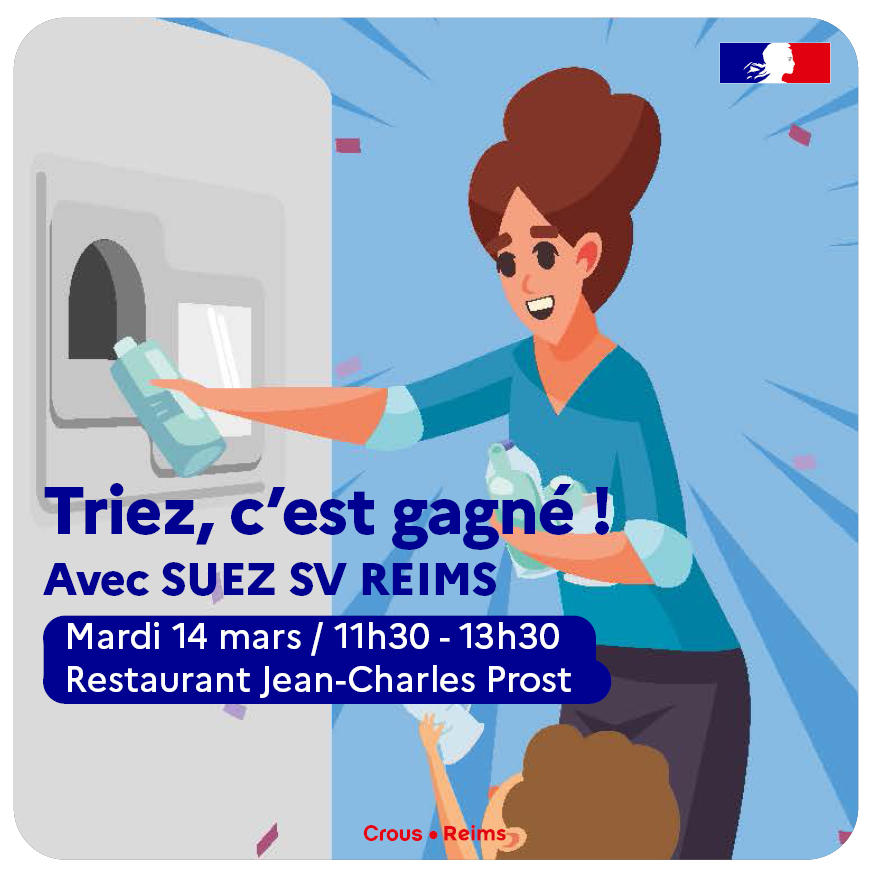 Triez, c'est gagné !
Avec SUEZ SV REIMS
Mardi 14 mars / 11h30 - 13h30
Restaurant Jean-Charles Prost
Crous • Reims